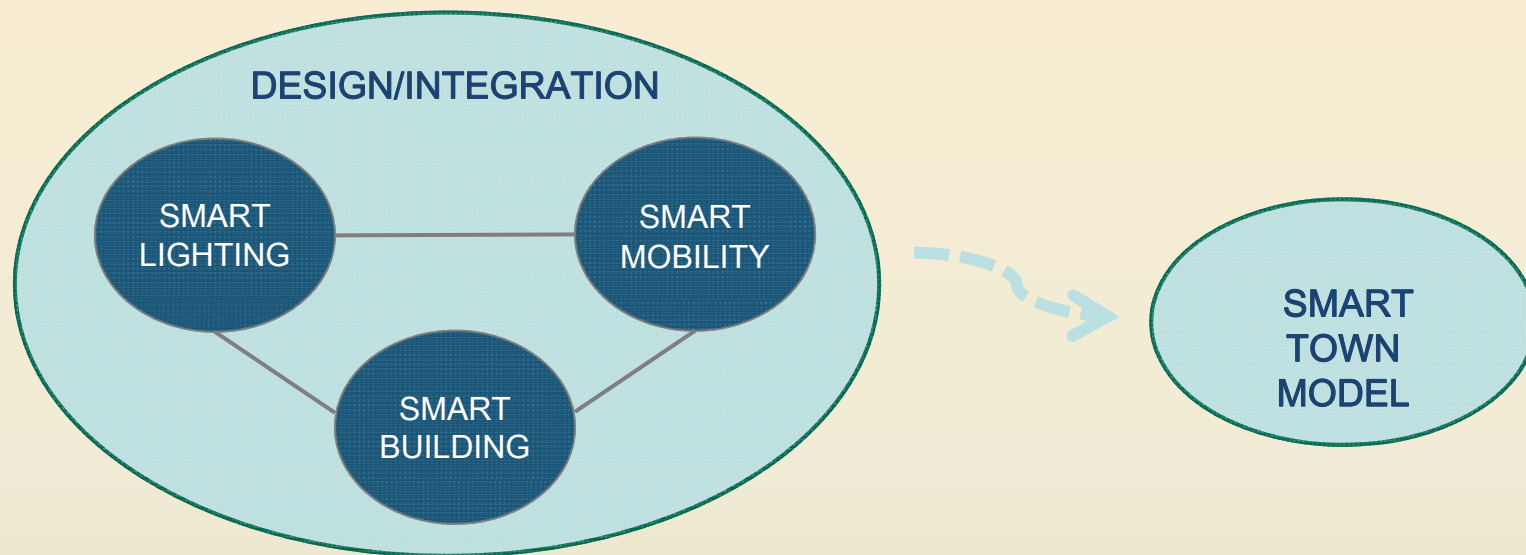 DESIGN/INTEGRATION
SMART
LIGHTING
SMART
MOBILITY
SMART
BUILDING
SMART
TOWN
MODEL